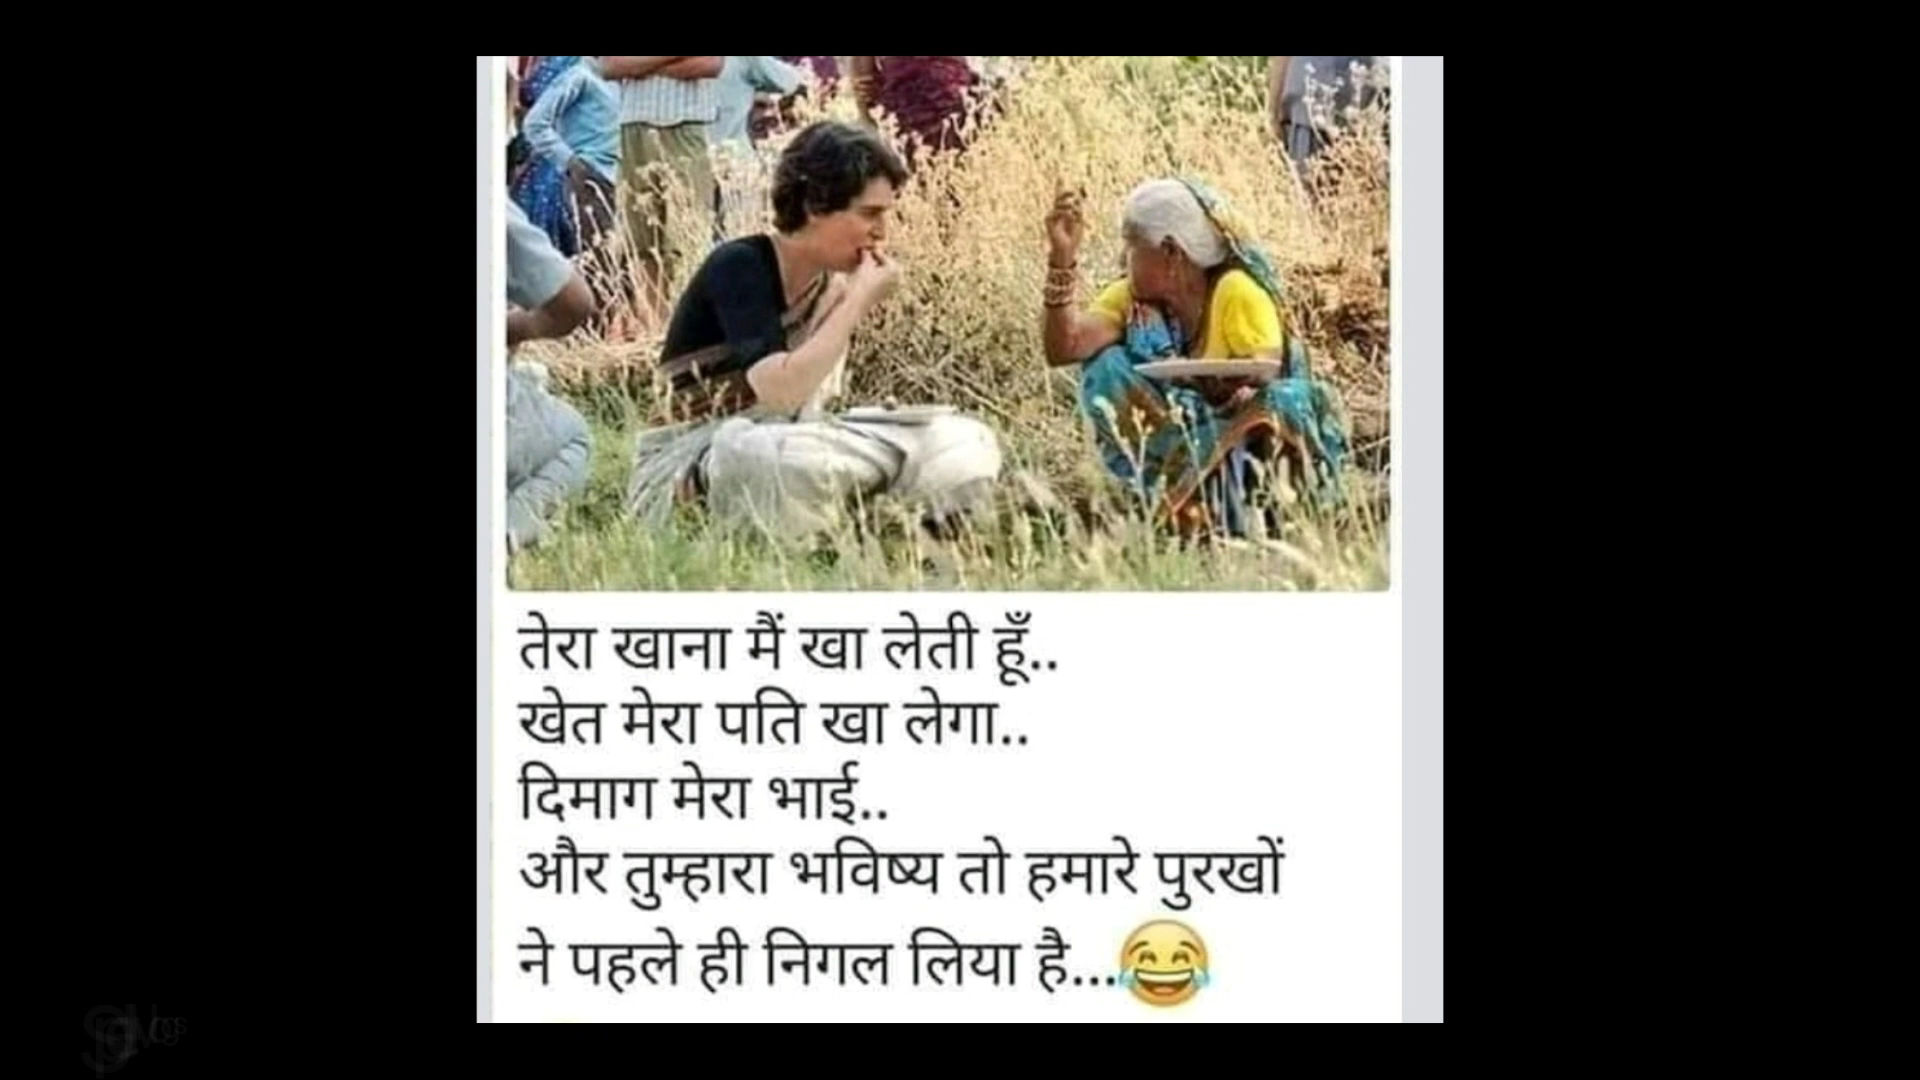 तेरा खाना मैं खा लेती हूँ..
खेत मेरा पति खा लेगा..
दिमाग मेरा भाई..
और तुम्हारा भविष्य तो हमारे पुरखों
ने पहले ही निगल लिया है...😂